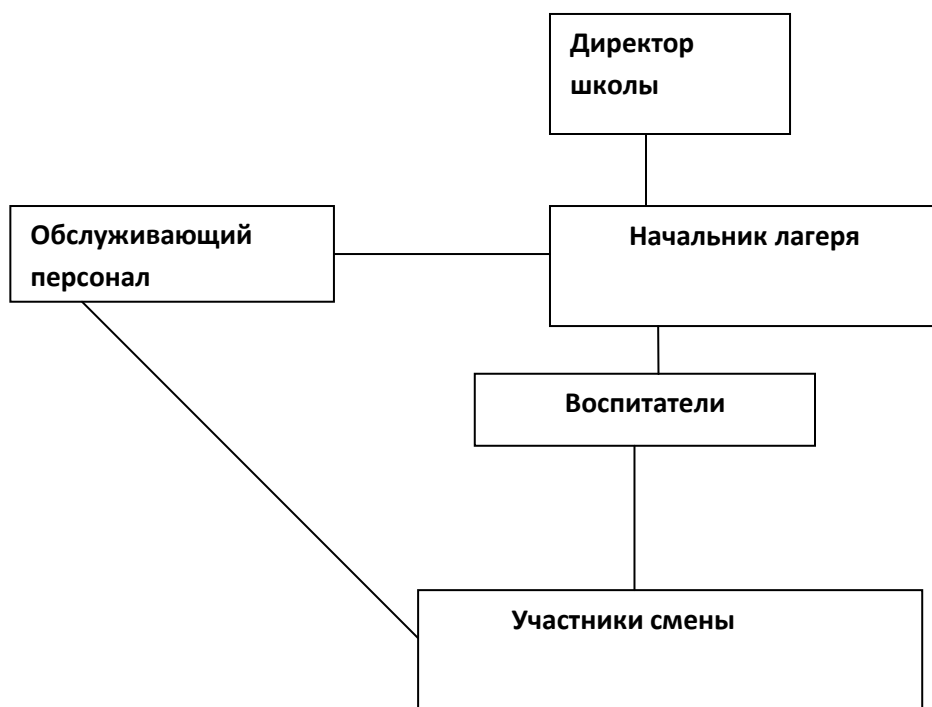 Директор
школы
Обслуживающий
персонал
Начальник лагеря
Воспитатели
Участники смены